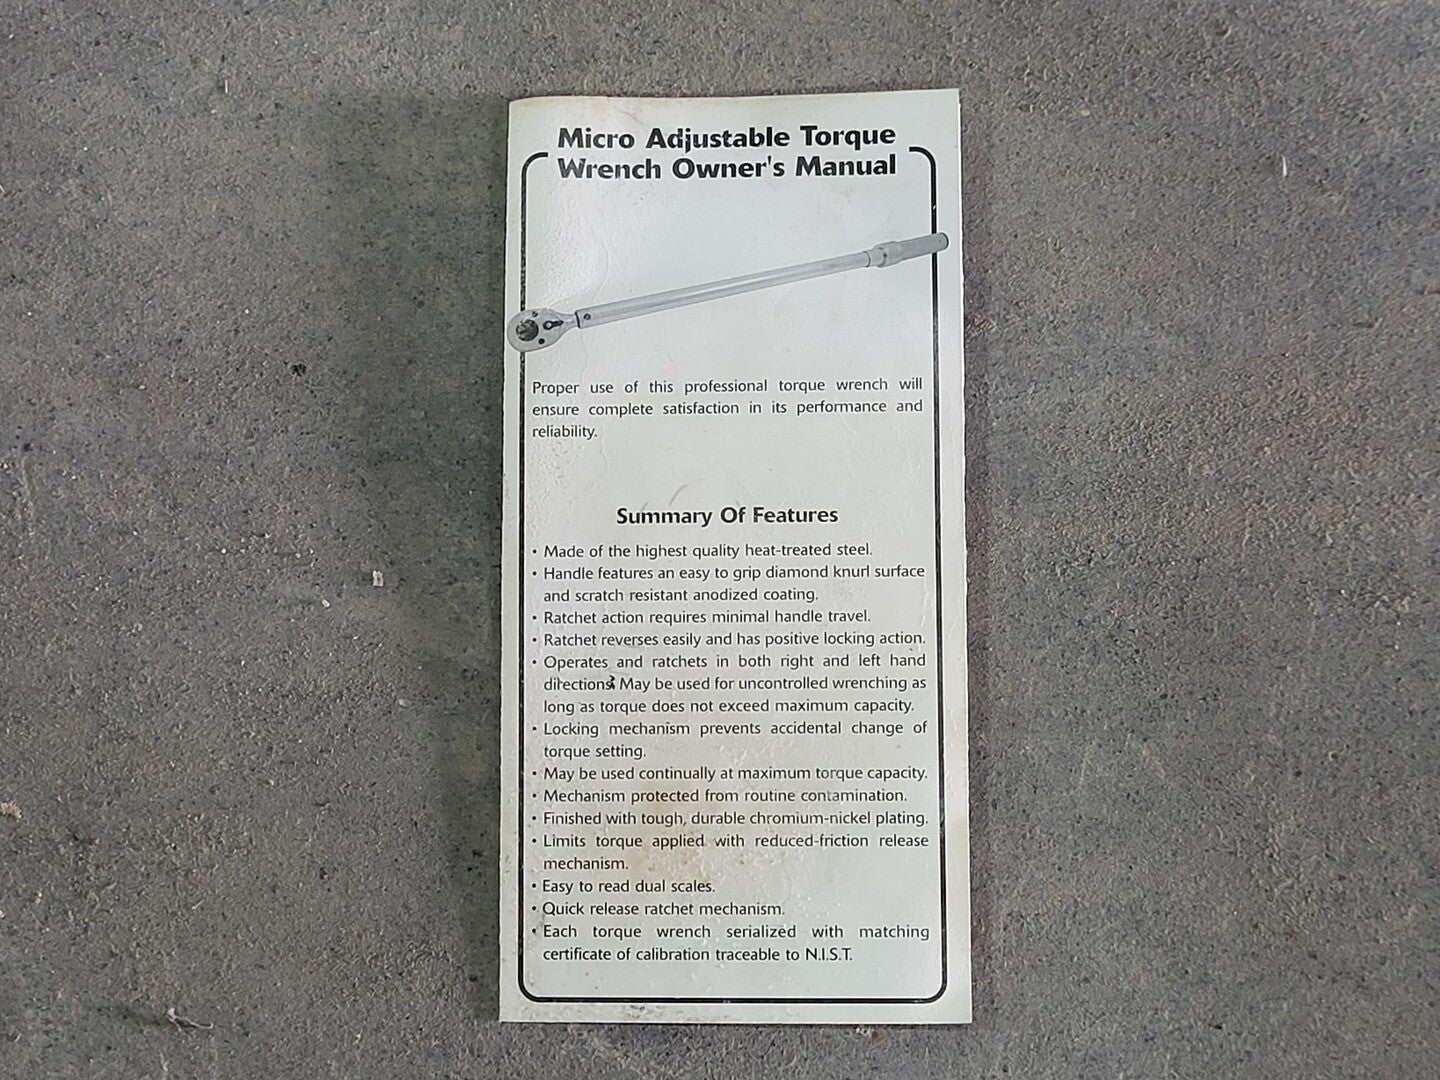 Micro Adjustable Torque
Wrench Owner's Manual
Proper use of this professional torque wrench will
ensure complete satisfaction in its performance and
reliability.
Summary Of Features
• Made of the highest quality heat-treated steel.
• Handle features an easy to grip diamond knurl surface
and scratch resistant anodized coating.
• Ratchet action requires minimal handle travel.
• Ratchet reverses easily and has positive locking action.
• Operates and ratchets in both right and left hand
directions. May be used for uncontrolled wrenching as
long as torque does not exceed maximum capacity.
• Locking mechanism prevents accidental change of
torque setting.
• May be used continually at maximum torque capacity.
• Mechanism protected from routine contamination.
• Finished with tough, durable chromium-nickel plating.
• Limits torque applied with reduced-friction release
mechanism.
• Easy to read dual scales.
• Quick release ratchet mechanism.
• Each torque wrench serialized with matching
certificate of calibration traceable to N.I.S.T.